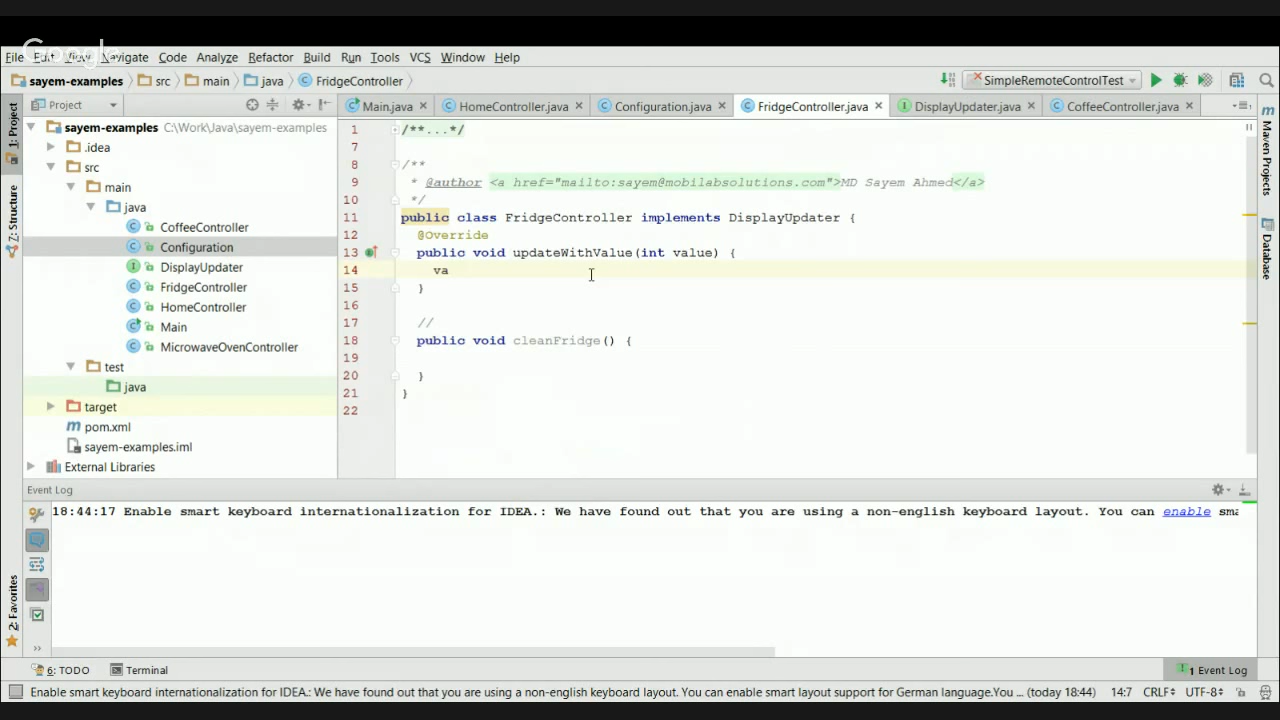 Google
File Edit View Navigate Code Analyze Refactor Build Run Tools VCS Window Help
sayem-examples src main java FridgeController SimpleRemoteControlTest
1: Project
Z: Structure
2: Favorites
Project
sayem-examples C:\Work\Java\sayem-examples
.idea
src
main
java
CoffeeController
Configuration
DisplayUpdater
FridgeController
HomeController
Main
MicrowaveOvenController
test
java
target
pom.xml
sayem-examples.iml
External Libraries
Main.java HomeController.java Configuration.java FridgeController.java DisplayUpdater.java CoffeeController.java
1 /**...*/
7
8 /**
9 * @author <a href="mailto:sayem@mobilabsolutions.com">MD Sayem Ahmed</a>
10 */
11 public class FridgeController implements DisplayUpdater {
12 @Override
13 public void updateWithValue(int value) {
14 va
15 }
16
17 //
18 public void cleanFridge() {
19
20 }
21 }
22
Maven Projects
Database
Event Log
18:44:17 Enable smart keyboard internationalization for IDEA.: We have found out that you are using a non-english keyboard layout. You can enable sma
6: TODO Terminal 1 Event Log
Enable smart keyboard internationalization for IDEA.: We have found out that you are using a non-english keyboard layout. You can enable smart layout support for German language.You ... (today 18:44) 14:7 CRLF UTF-8